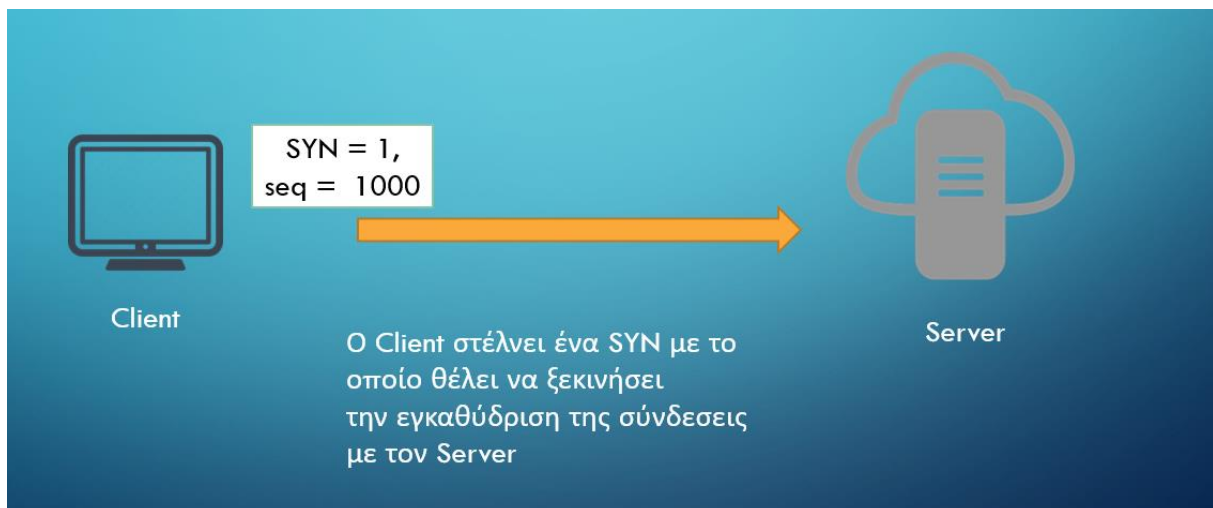 SYN = 1,
seq =  1000
Client
Server
Ο Client στέλνει ένα SYN με το
οποίο θέλει να ξεκινήσει
την εγκαθύδριση της σύνδεσεις
με τον Server